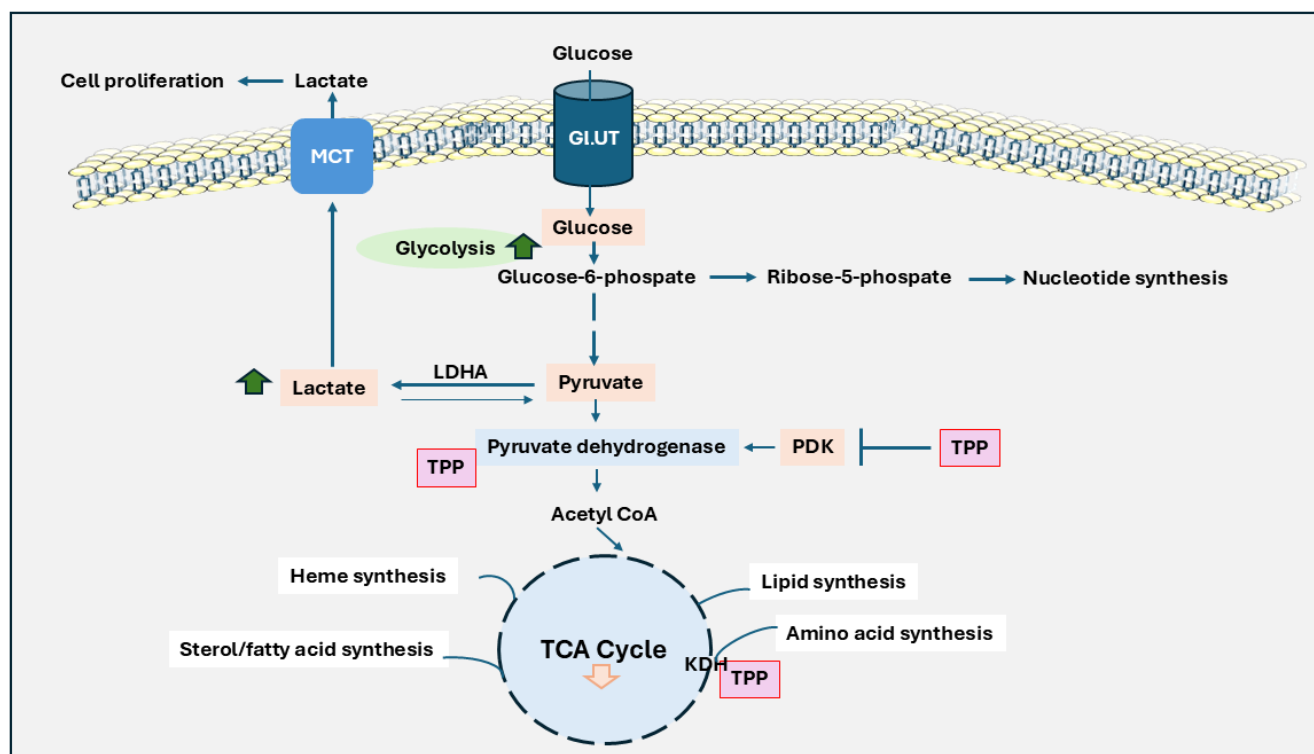 Glucose
Cell proliferation
Lactate
GI.UT
MCT
Glucose
Glycolysis
Glucose-6-phospate
Ribose-5-phospate
Nucleotide synthesis
LDHA
Lactate
Pyruvate
Pyruvate dehydrogenase
PDK
TPP
TPP
Acetyl CoA
Heme synthesis
Lipid synthesis
Amino acid synthesis
Sterol/fatty acid synthesis
TCA Cycle
KDH
TPP